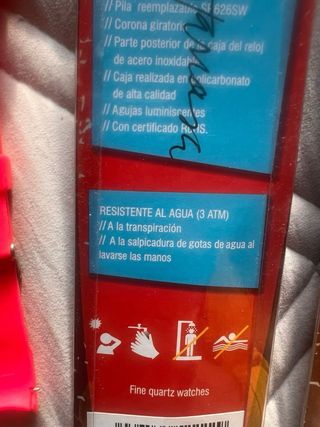 // Pila reemplazable SR626SW
// Corona giratoria
// Parte posterior de la caja del reloj
de acero inoxidable
// Caja realizada en policarbonato
de alta calidad
// Agujas luminiscentes
// Con certificado RoHS.
RESISTENTE AL AGUA (3 ATM)
// A la transpiración
// A la salpicadura de gotas de agua al
lavarse las manos
Fine quartz watches